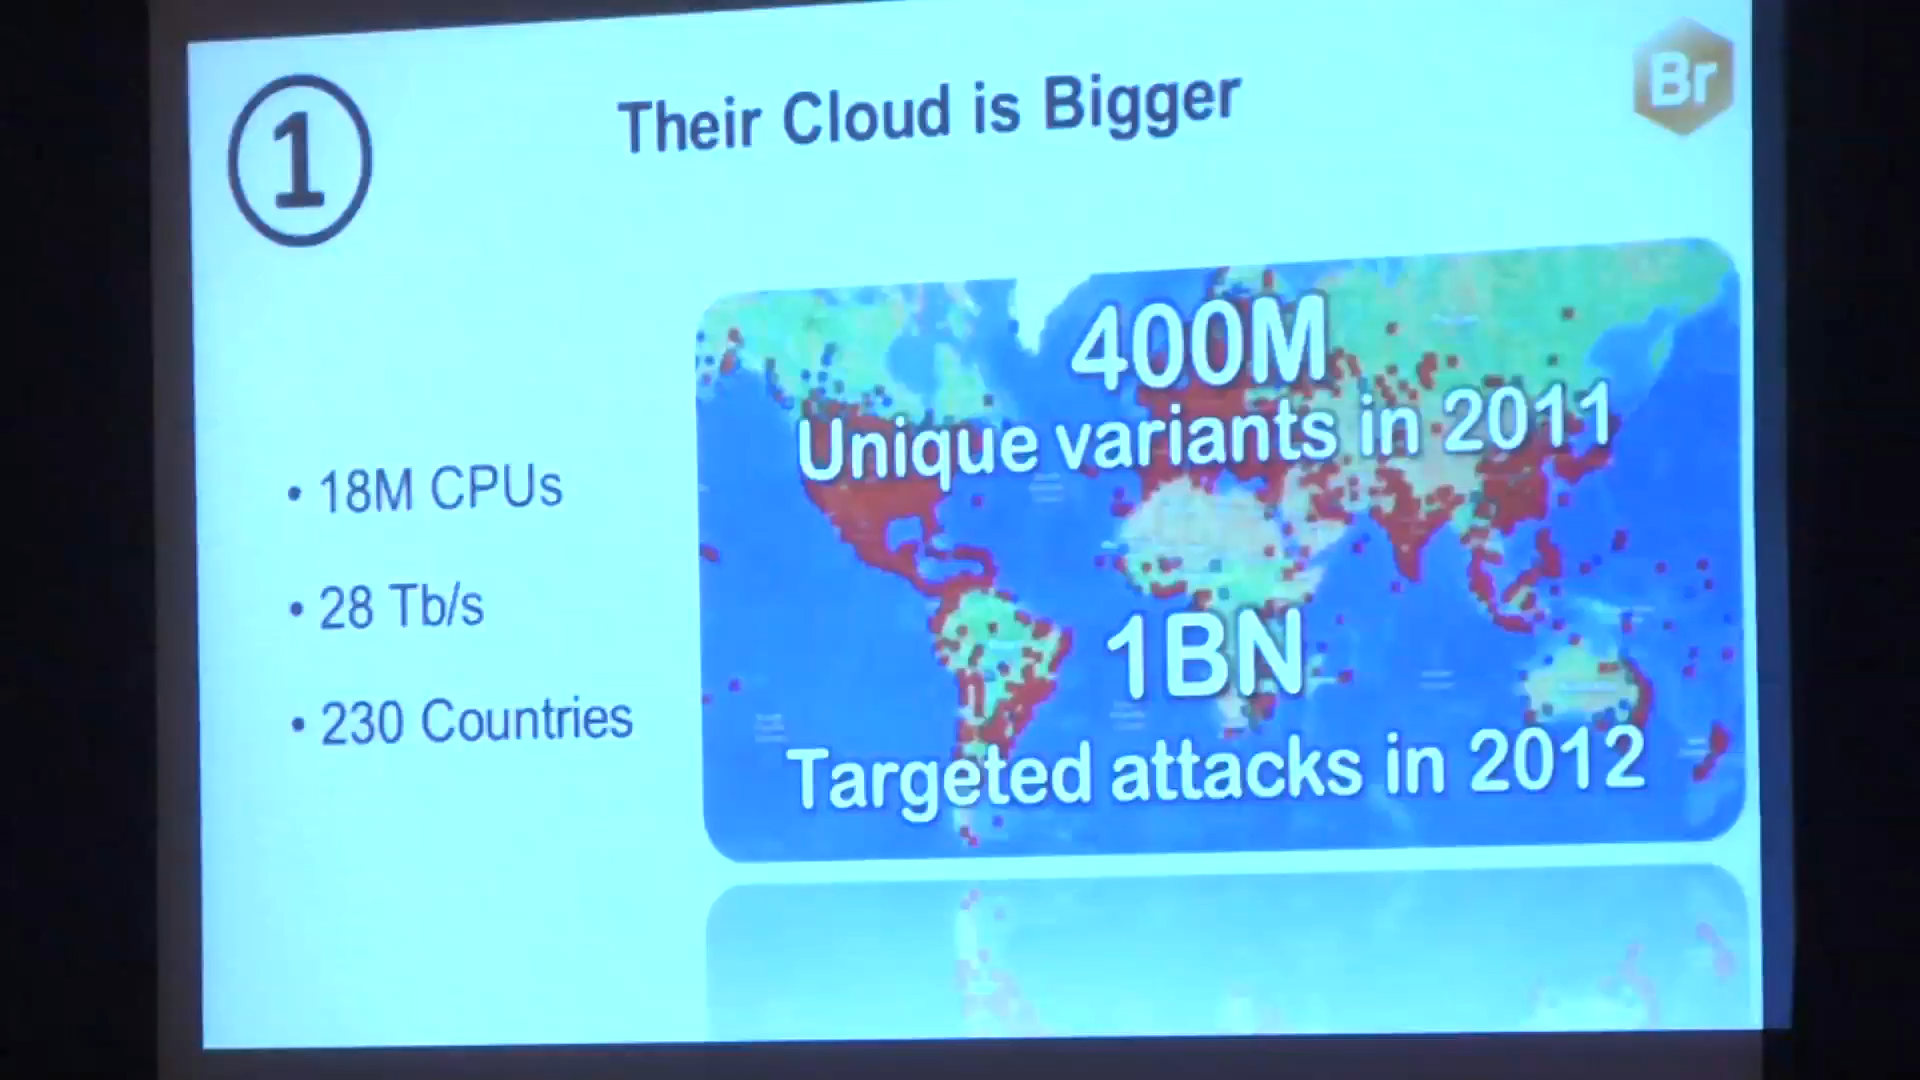 1
Their Cloud is Bigger
Br
• 18M CPUs
• 28 Tb/s
• 230 Countries
400M
Unique variants in 2011
1BN
Targeted attacks in 2012